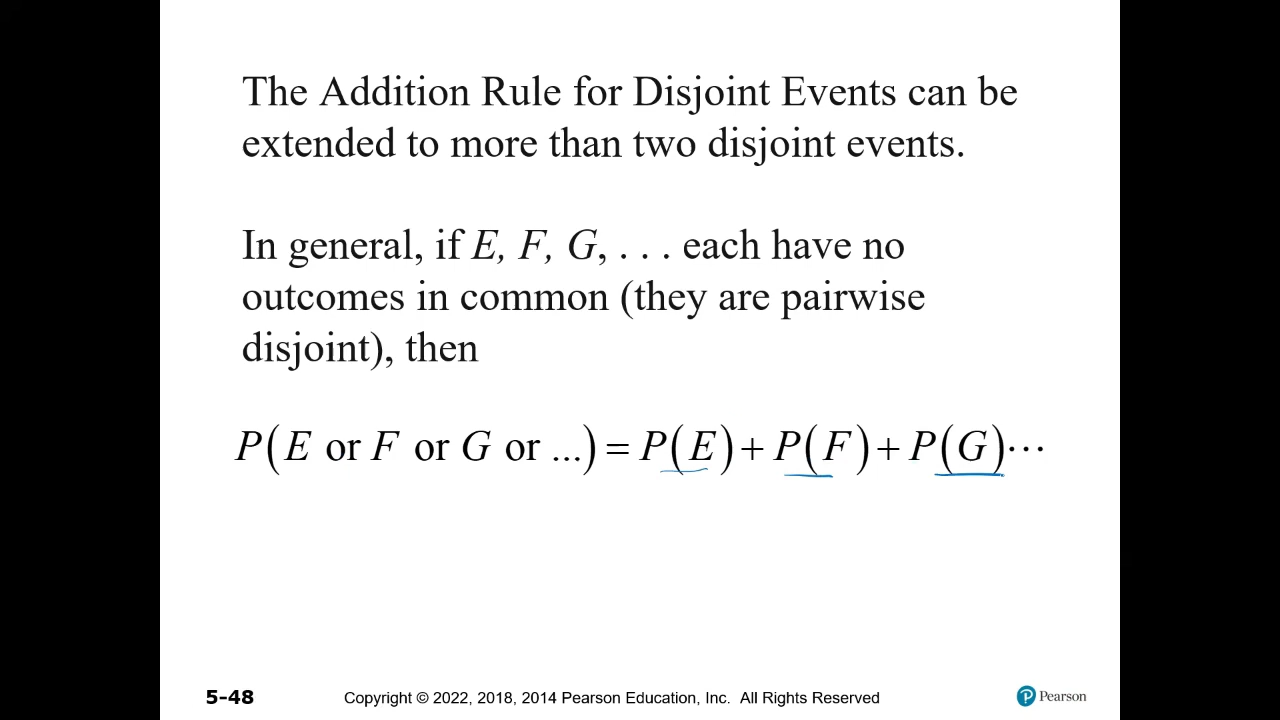 The Addition Rule for Disjoint Events can be
extended to more than two disjoint events.
In general, if E, F, G, . . . each have no
outcomes in common (they are pairwise
disjoint), then
P(E or F or G or ...) = P(E) + P(F) + P(G)⋯
5-48 Copyright © 2022, 2018, 2014 Pearson Education, Inc. All Rights Reserved P Pearson